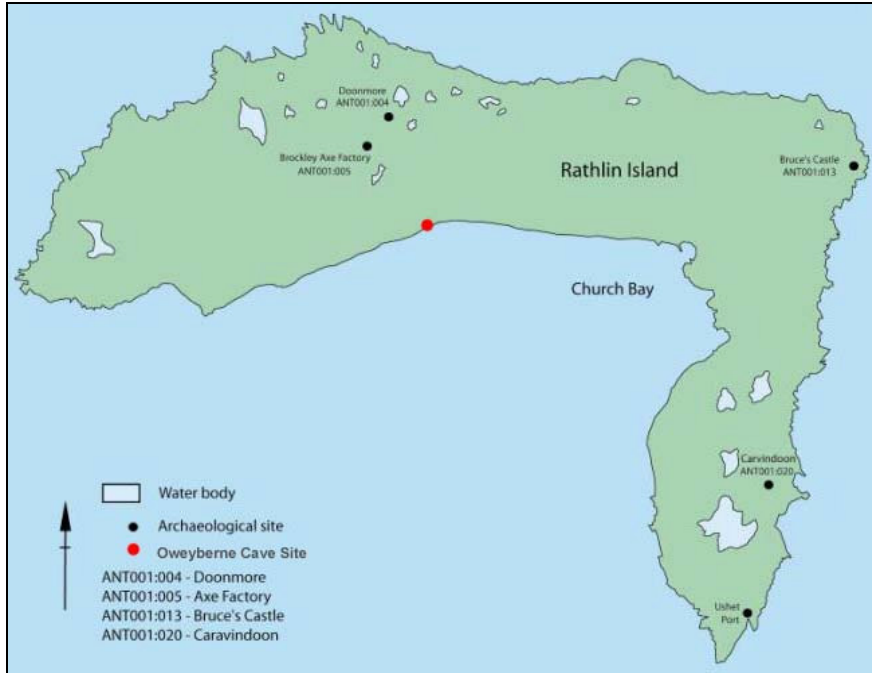 Doonmore
ANT001:004
Brockley Axe Factory
ANT001:005
Rathlin Island
Bruce's Castle
ANT001:013
Church Bay
Carvindoon
ANT001:020
Ushet
Port
Water body
Archaeological site
Oweyberne Cave Site
ANT001:004 - Doonmore
ANT001:005 - Axe Factory
ANT001:013 - Bruce's Castle
ANT001:020 - Caravindoon